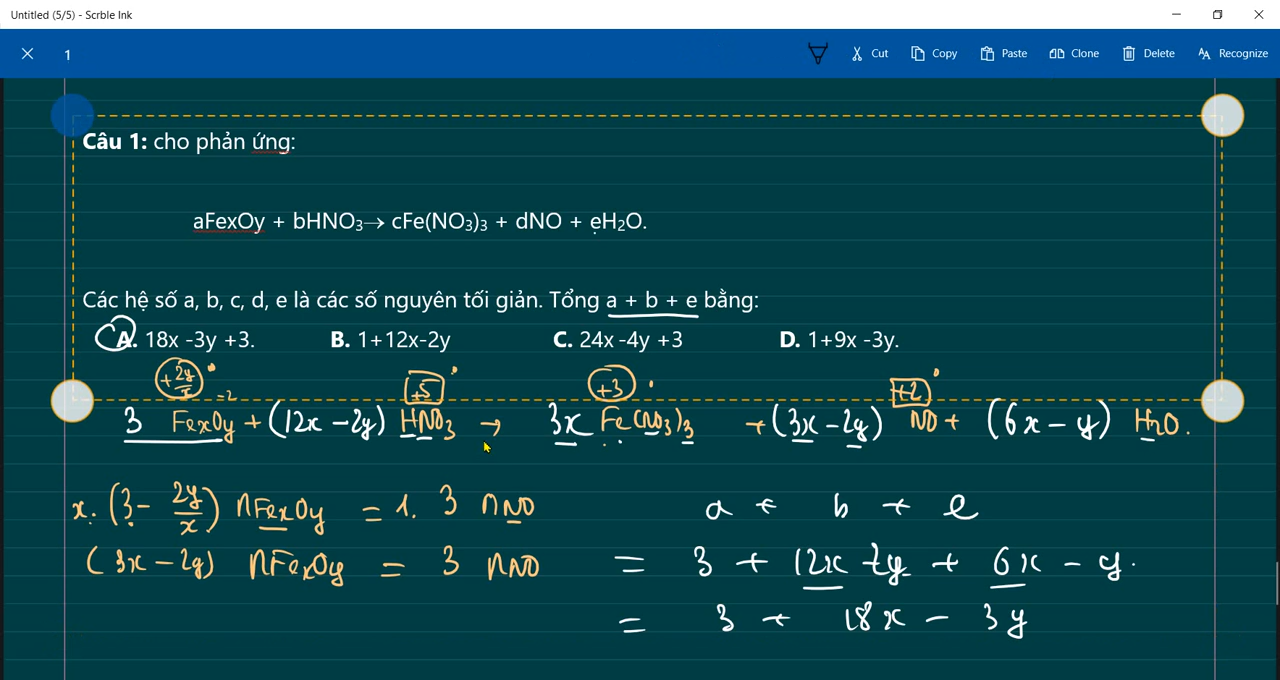 Untitled (5/5) - Scrble Ink
1 Cut Copy Paste Clone Delete Recognize
Câu 1: cho phản ứng:
aFexOy + bHNO₃→ cFe(NO₃)₃ + dNO + ẹH₂O.
Các hệ số a, b, c, d, e là các số nguyên tối giản. Tổng a + b + e bằng:
A. 18x -3y +3. B. 1+12x-2y C. 24x -4y +3 D. 1+9x -3y.
+2y/x -2 +5 +3 +2
3 FexOy + (12x - 2y) HNO₃ → 3x Fe(NO₃)₃ + (3x - 2y) NO + (6x - y) H₂O.
x. (3 - 2y/x) nFexOy = 1. 3 nNO a + b + e
(3x - 2y) nFexOy = 3 nNO = 3 + 12x - 2y + 6x - y.
= 3 + 18x - 3y